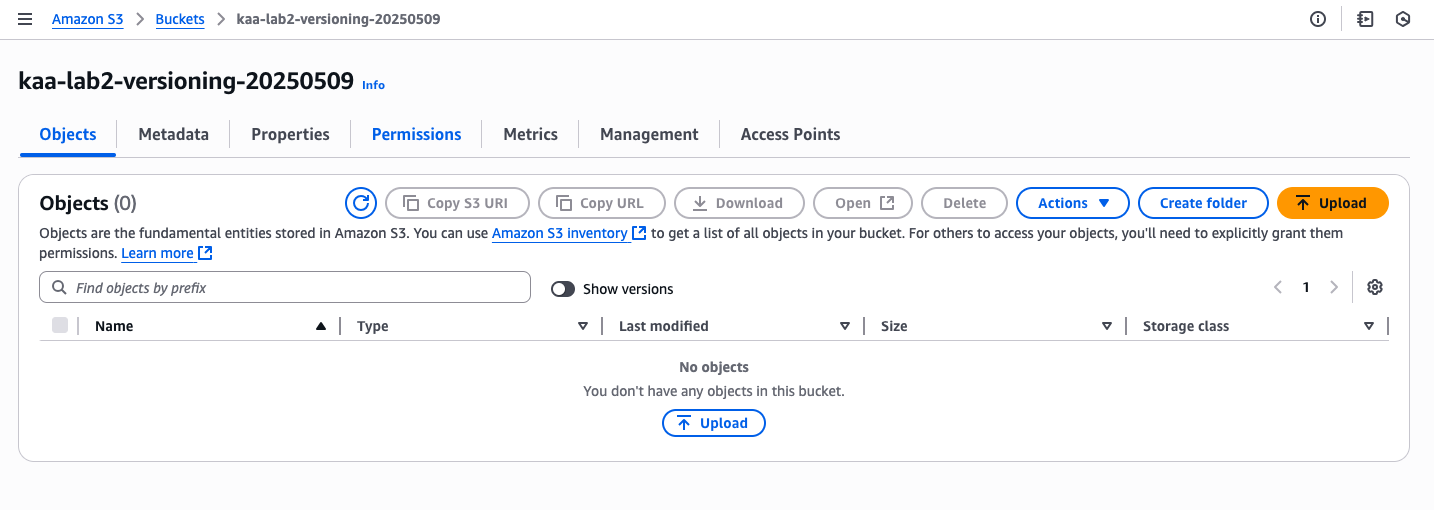 Amazon S3 > Buckets > kaa-lab2-versioning-20250509
kaa-lab2-versioning-20250509 Info
Objects Metadata Properties Permissions Metrics Management Access Points
Objects (0) Copy S3 URI Copy URL Download Open Delete Actions Create folder Upload
Objects are the fundamental entities stored in Amazon S3. You can use Amazon S3 inventory to get a list of all objects in your bucket. For others to access your objects, you'll need to explicitly grant them
permissions. Learn more
Find objects by prefix Show versions 1
Name Type Last modified Size Storage class
No objects
You don't have any objects in this bucket.
Upload